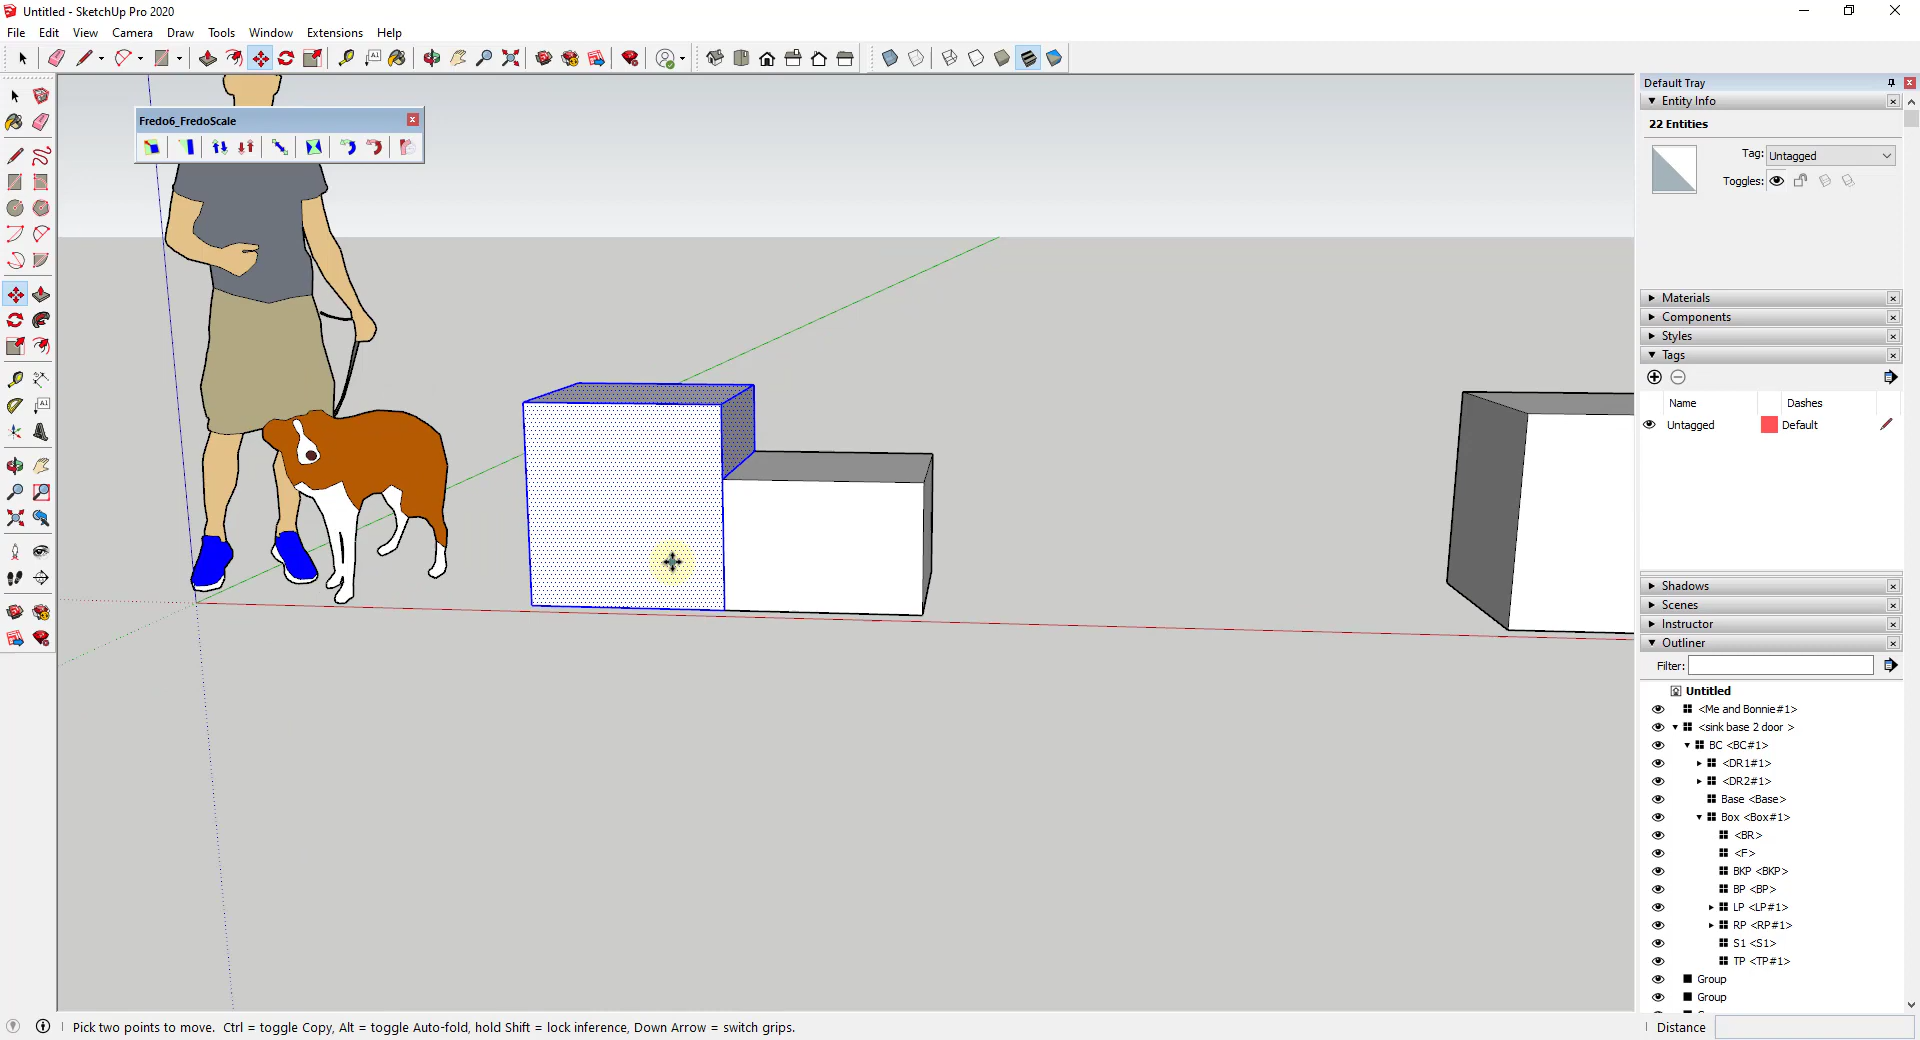 Untitled - SketchUp Pro 2020
File Edit View Camera Draw Tools Window Extensions Help
Default Tray
Entity Info
22 Entities
Tag: Untagged
Toggles:
Fredo6_FredoScale
Materials
Components
Styles
Tags
Name Dashes
Untagged Default
Shadows
Scenes
Instructor
Outliner
Filter:
Untitled
<Me and Bonnie#1>
<sink base 2 door >
BC <BC#1>
<DR1#1>
<DR2#1>
Base <Base>
Box <Box#1>
<BR>
<F>
BKP <BKP>
BP <BP>
LP <LP#1>
RP <RP#1>
S1 <S1>
TP <TP#1>
Group
Group
Pick two points to move. Ctrl = toggle Copy, Alt = toggle Auto-fold, hold Shift = lock inference, Down Arrow = switch grips.
Distance